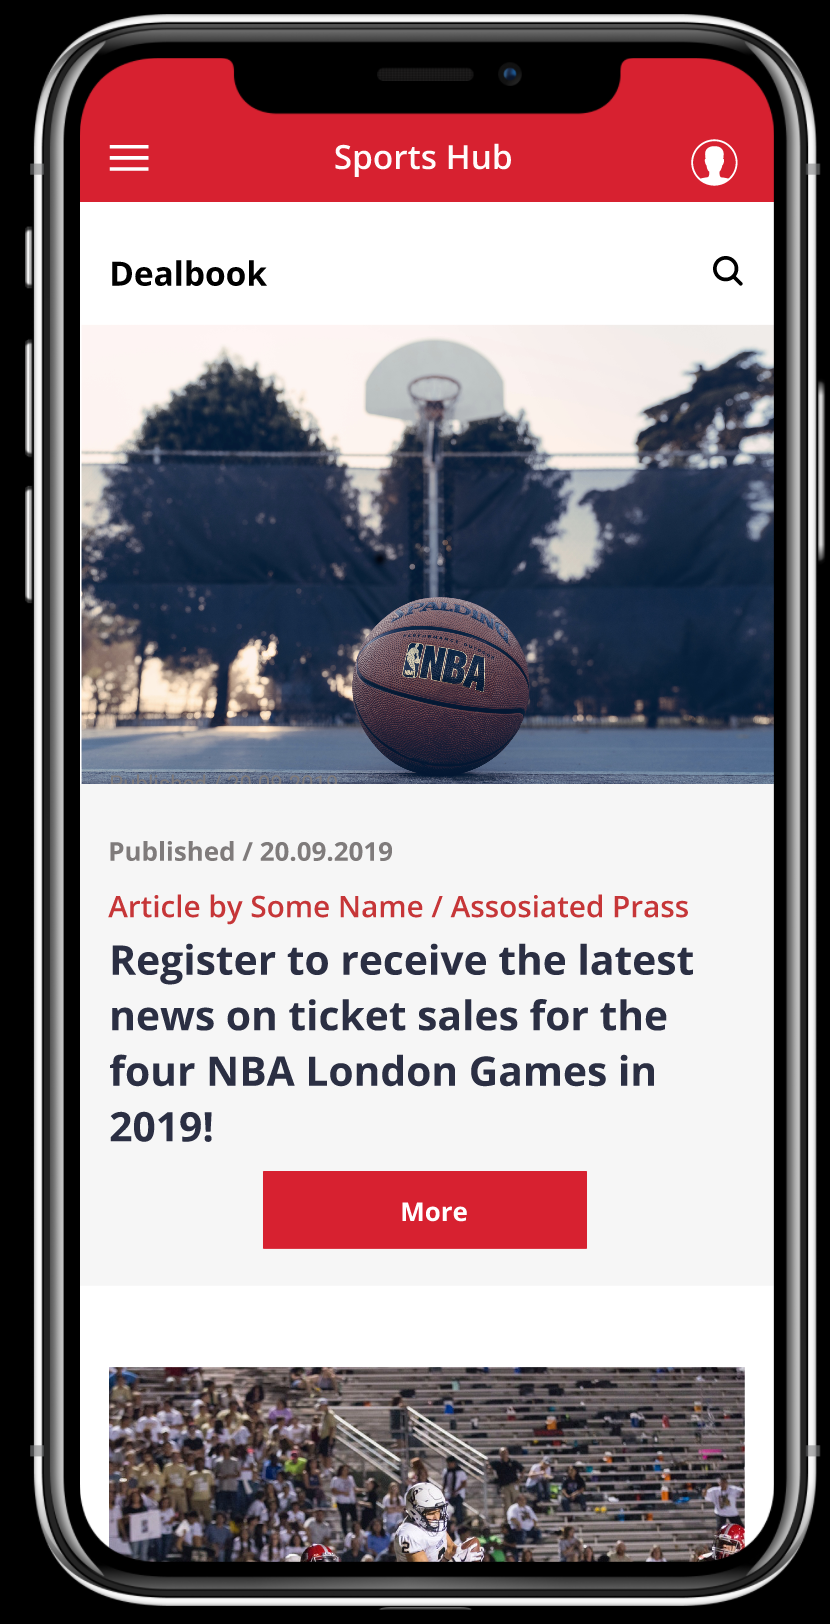 Sports Hub
Dealbook
SPALDING
NBA
Published / 20.09.2019
Article by Some Name / Assosiated Prass
Register to receive the latest
news on ticket sales for the
four NBA London Games in
2019!
More
2